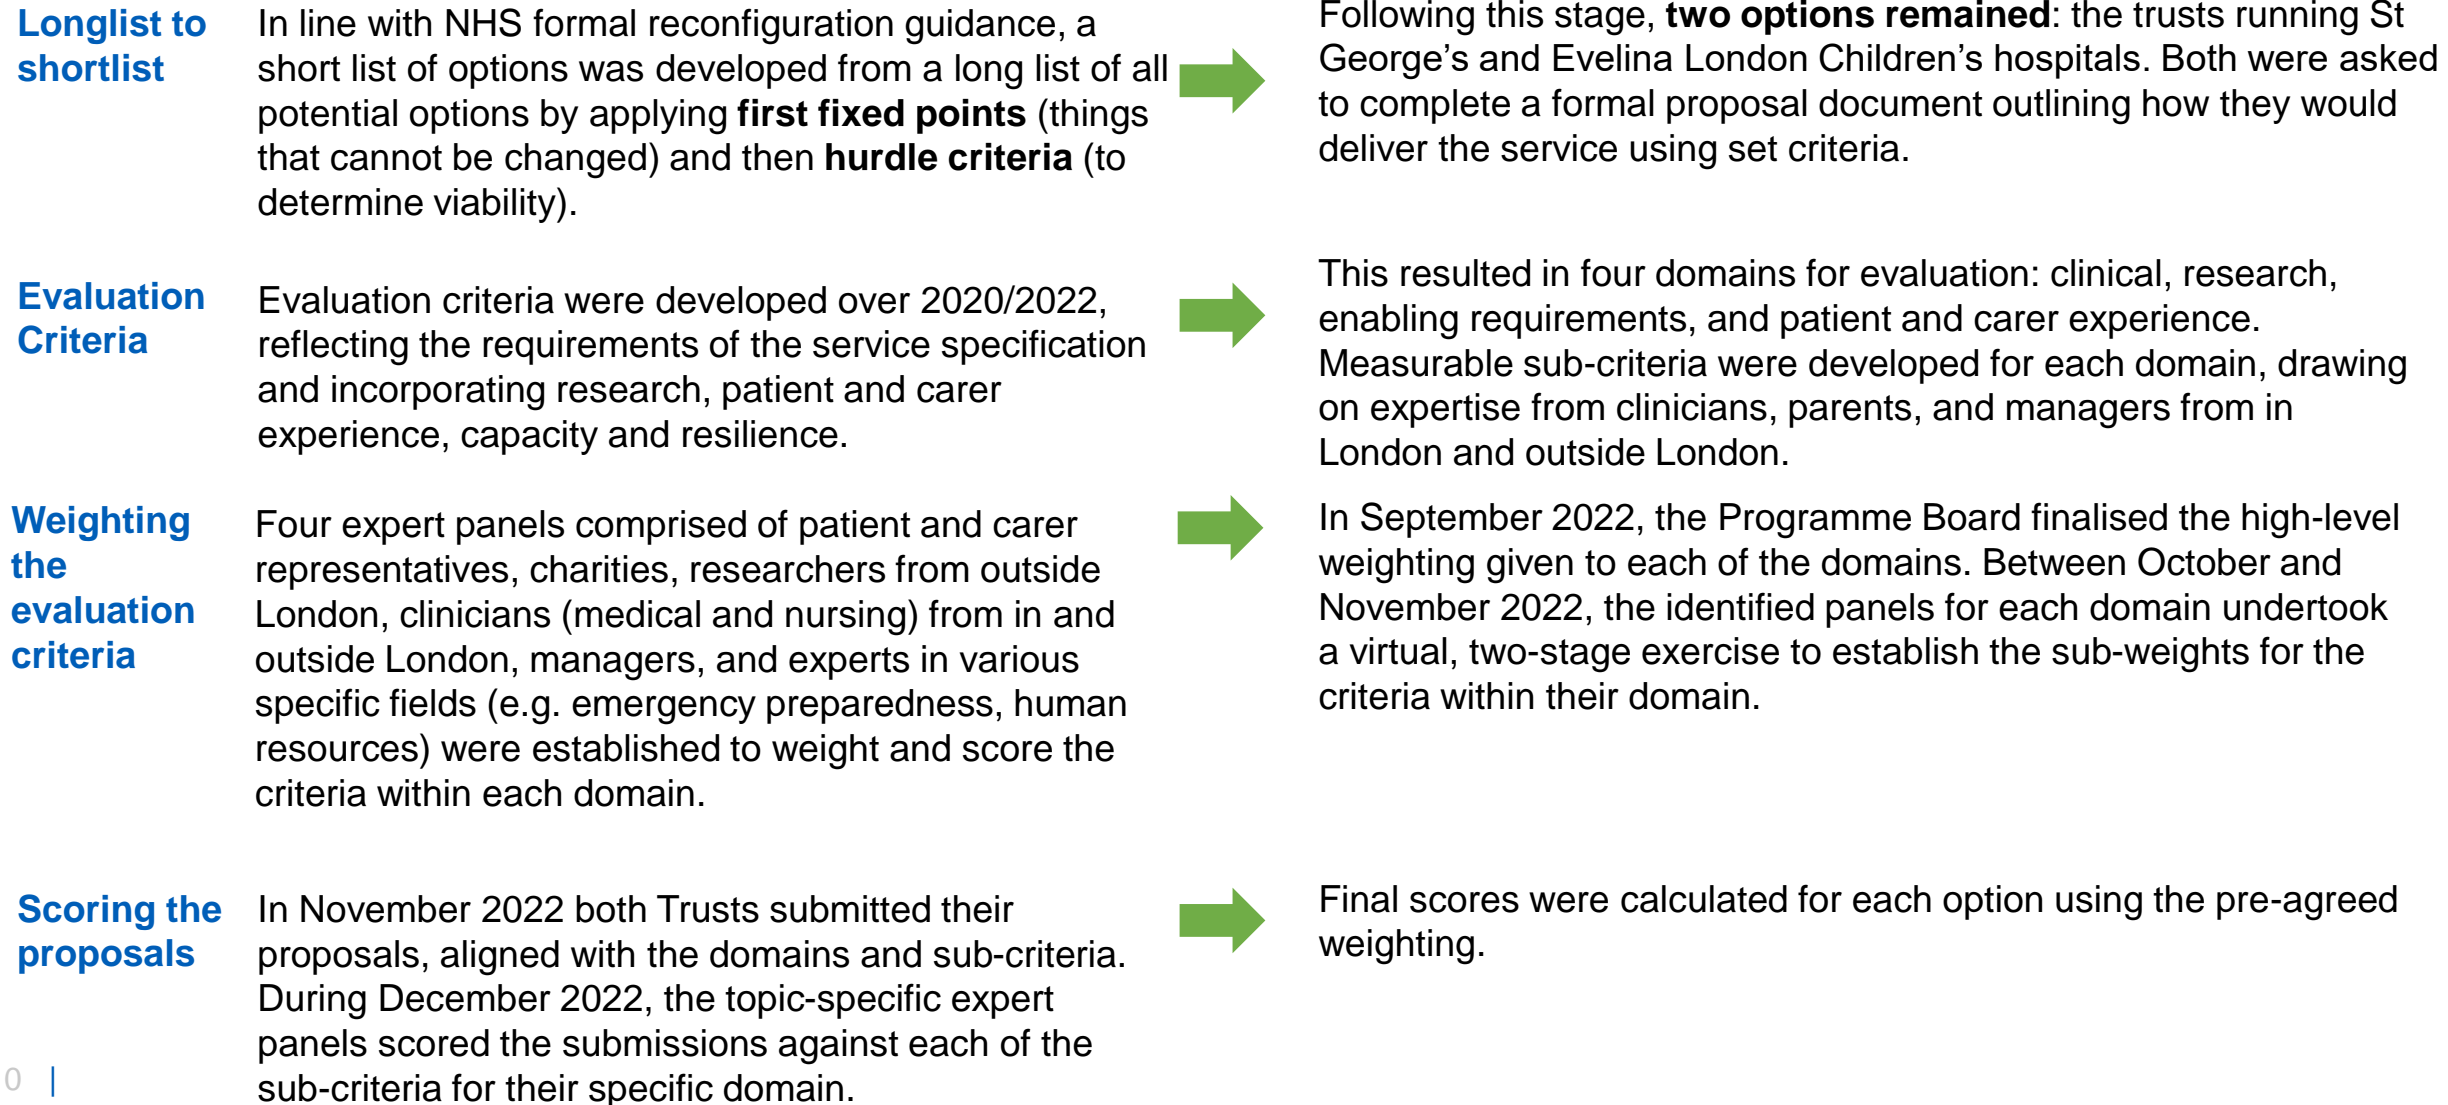 Longlist to
shortlist
In line with NHS formal reconfiguration guidance, a
short list of options was developed from a long list of all
potential options by applying first fixed points (things
that cannot be changed) and then hurdle criteria (to
determine viability).
Following this stage, two options remained: the trusts running St
George’s and Evelina London Children’s hospitals. Both were asked
to complete a formal proposal document outlining how they would
deliver the service using set criteria.
Evaluation
Criteria
Evaluation criteria were developed over 2020/2022,
reflecting the requirements of the service specification
and incorporating research, patient and carer
experience, capacity and resilience.
This resulted in four domains for evaluation: clinical, research,
enabling requirements, and patient and carer experience.
Measurable sub-criteria were developed for each domain, drawing
on expertise from clinicians, parents, and managers from in
London and outside London.
Weighting
the
evaluation
criteria
Four expert panels comprised of patient and carer
representatives, charities, researchers from outside
London, clinicians (medical and nursing) from in and
outside London, managers, and experts in various
specific fields (e.g. emergency preparedness, human
resources) were established to weight and score the
criteria within each domain.
In September 2022, the Programme Board finalised the high-level
weighting given to each of the domains. Between October and
November 2022, the identified panels for each domain undertook
a virtual, two-stage exercise to establish the sub-weights for the
criteria within their domain.
Scoring the
proposals
In November 2022 both Trusts submitted their
proposals, aligned with the domains and sub-criteria.
During December 2022, the topic-specific expert
panels scored the submissions against each of the
sub-criteria for their specific domain.
Final scores were calculated for each option using the pre-agreed
weighting.
0 |